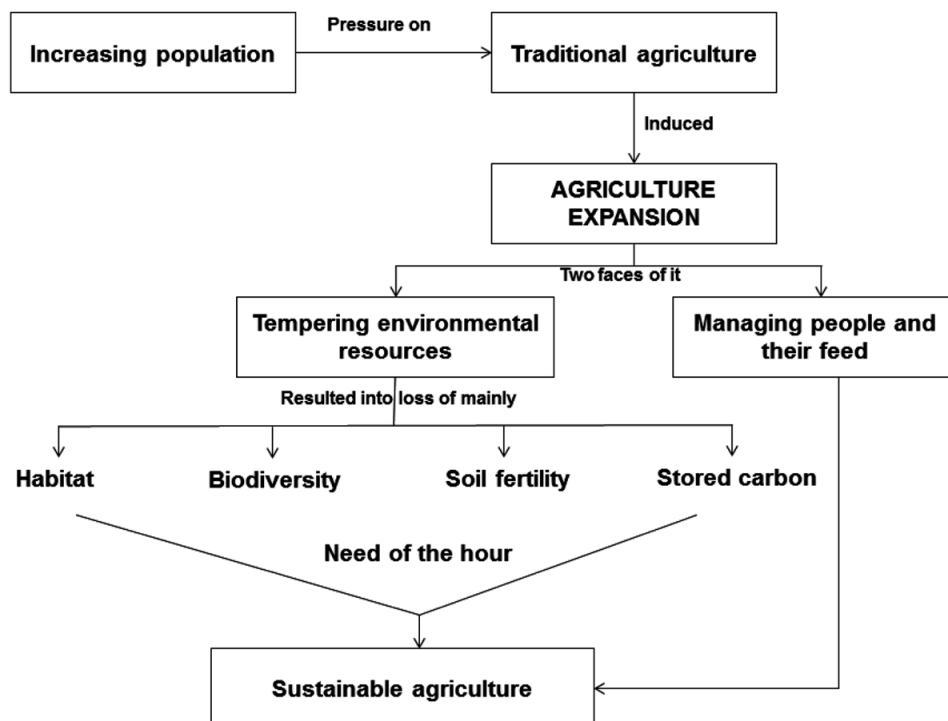 Increasing population
Pressure on
Traditional agriculture
Induced
AGRICULTURE
EXPANSION
Two faces of it
Tempering environmental
resources
Managing people and
their feed
Resulted into loss of mainly
Habitat
Biodiversity
Soil fertility
Stored carbon
Need of the hour
Sustainable agriculture